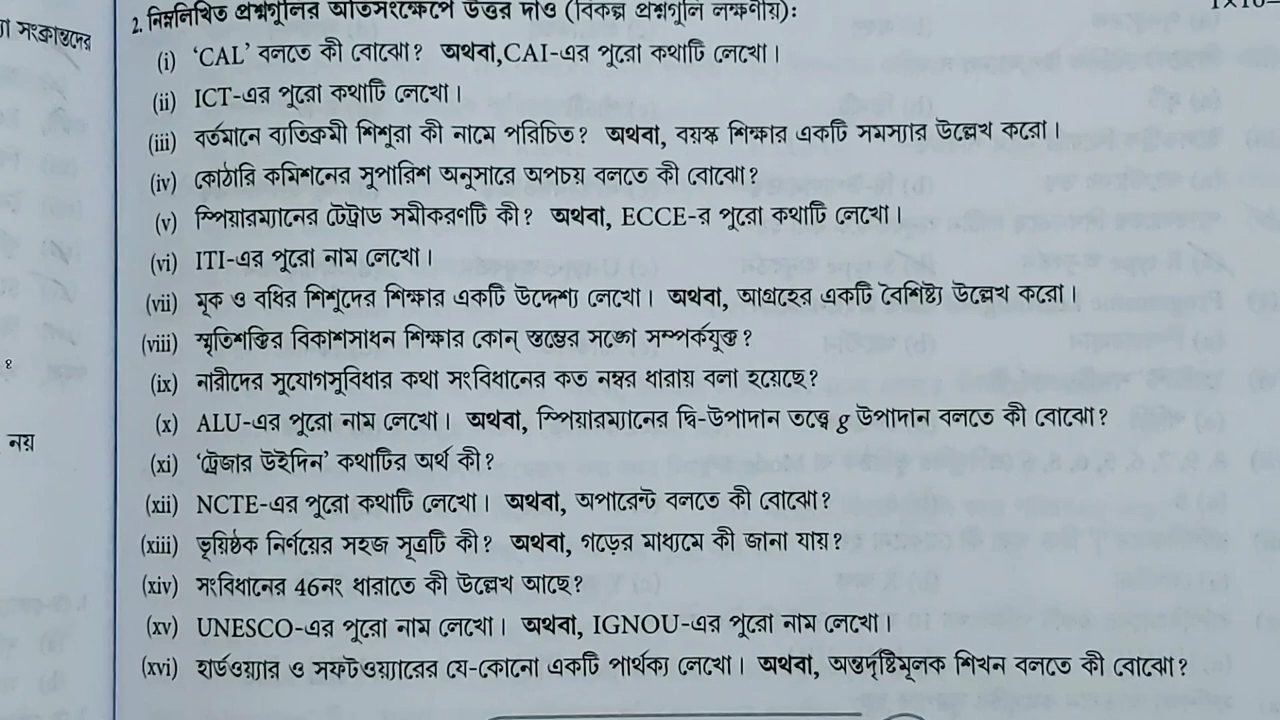 সংক্রান্তদের
2. নিম্নলিখিত প্রশ্নগুলির অতিসংক্ষেপে উত্তর দাও (বিকল্প প্রশ্নগুলি লক্ষণীয়):
(i) ‘CAL’ বলতে কী বোঝো? অথবা,CAI-এর পুরো কথাটি লেখো।
(ii) ICT-এর পুরো কথাটি লেখো।
(iii) বর্তমানে ব্যতিক্রমী শিশুরা কী নামে পরিচিত? অথবা, বয়স্ক শিক্ষার একটি সমস্যার উল্লেখ করো।
(iv) কোঠারি কমিশনের সুপারিশ অনুসারে অপচয় বলতে কী বোঝো?
(v) স্পিয়ারম্যানের টেট্রাড সমীকরণটি কী? অথবা, ECCE-র পুরো কথাটি লেখো।
(vi) ITI-এর পুরো নাম লেখো।
(vii) মূক ও বধির শিশুদের শিক্ষার একটি উদ্দেশ্য লেখো। অথবা, আগ্রহের একটি বৈশিষ্ট্য উল্লেখ করো।
(viii) স্মৃতিশক্তির বিকাশসাধন শিক্ষার কোন্ স্তম্ভের সঙ্গে সম্পর্কযুক্ত?
(ix) নারীদের সুযোগসুবিধার কথা সংবিধানের কত নম্বর ধারায় বলা হয়েছে?
(x) ALU-এর পুরো নাম লেখো। অথবা, স্পিয়ারম্যানের দ্বি-উপাদান তত্ত্বে g উপাদান বলতে কী বোঝো?
নয়
(xi) ‘ট্রেজার উইদিন’ কথাটির অর্থ কী?
(xii) NCTE-এর পুরো কথাটি লেখো। অথবা, অপারেন্ট বলতে কী বোঝো?
(xiii) ভূয়িষ্ঠক নির্ণয়ের সহজ সূত্রটি কী? অথবা, গড়ের মাধ্যমে কী জানা যায়?
(xiv) সংবিধানের 46নং ধারাতে কী উল্লেখ আছে?
(xv) UNESCO-এর পুরো নাম লেখো। অথবা, IGNOU-এর পুরো নাম লেখো।
(xvi) হার্ডওয়্যার ও সফটওয়্যারের যে-কোনো একটি পার্থক্য লেখো। অথবা, অন্তর্দৃষ্টিমূলক শিখন বলতে কী বোঝো?